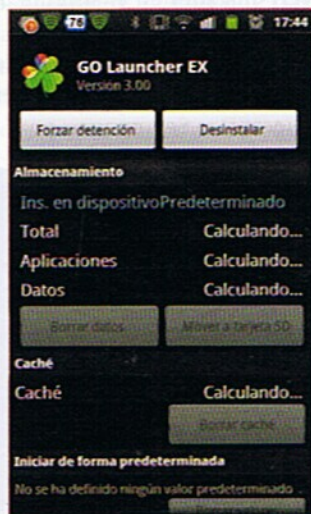 76 17:44
GO Launcher EX
Versión 3.00
Forzar detención Desinstalar
Almacenamiento
Ins. en dispositivoPredeterminado
Total Calculando...
Aplicaciones Calculando...
Datos Calculando...
Borrar datos Mover a tarjeta SD
Caché
Caché Calculando...
Borrar caché
Iniciar de forma predeterminada
No se ha definido ningún valor predeterminado